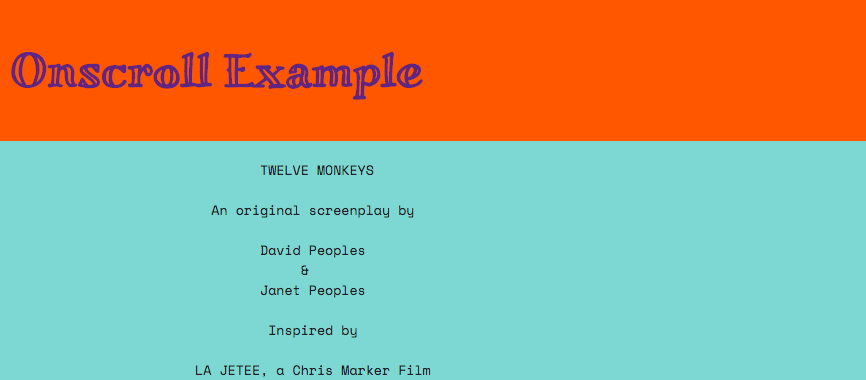 Onscroll Example
TWELVE MONKEYS
An original screenplay by
David Peoples
&
Janet Peoples
Inspired by
LA JETEE, a Chris Marker Film